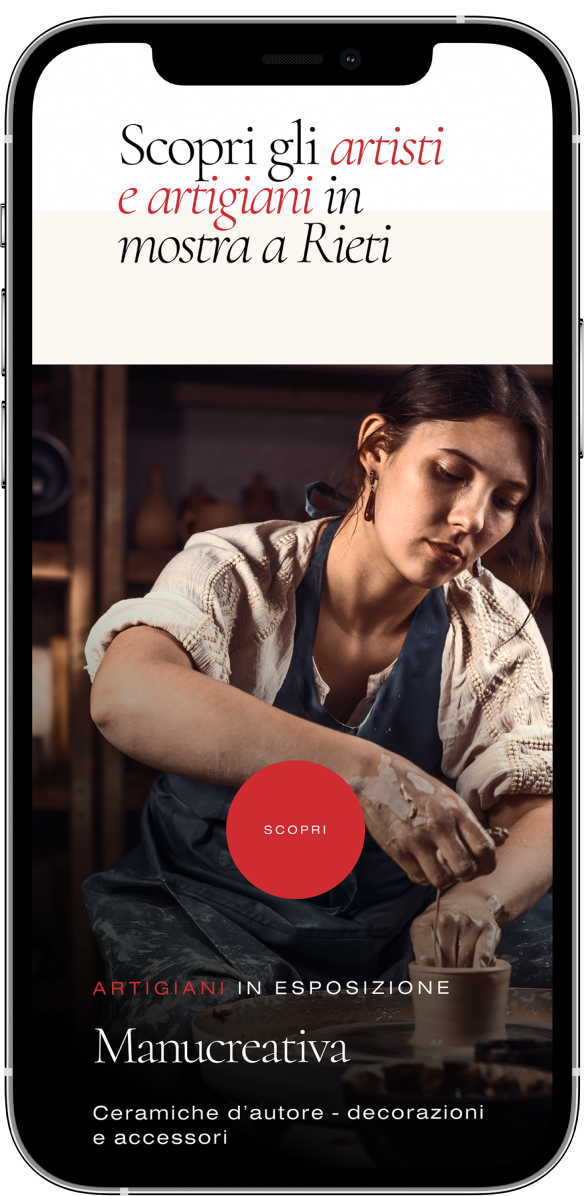 Scopri gli artisti
e artigiani in
mostra a Rieti
SCOPRI
ARTIGIANI IN ESPOSIZIONE
Manucreativa
Ceramiche d'autore - decorazioni
e accessori